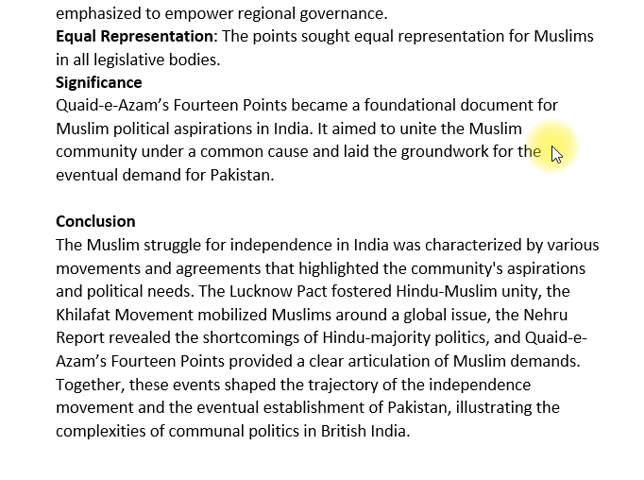 emphasized to empower regional governance.
Equal Representation: The points sought equal representation for Muslims
in all legislative bodies.
Significance
Quaid-e-Azam’s Fourteen Points became a foundational document for
Muslim political aspirations in India. It aimed to unite the Muslim
community under a common cause and laid the groundwork for the
eventual demand for Pakistan.
Conclusion
The Muslim struggle for independence in India was characterized by various
movements and agreements that highlighted the community's aspirations
and political needs. The Lucknow Pact fostered Hindu-Muslim unity, the
Khilafat Movement mobilized Muslims around a global issue, the Nehru
Report revealed the shortcomings of Hindu-majority politics, and Quaid-e-
Azam’s Fourteen Points provided a clear articulation of Muslim demands.
Together, these events shaped the trajectory of the independence
movement and the eventual establishment of Pakistan, illustrating the
complexities of communal politics in British India.